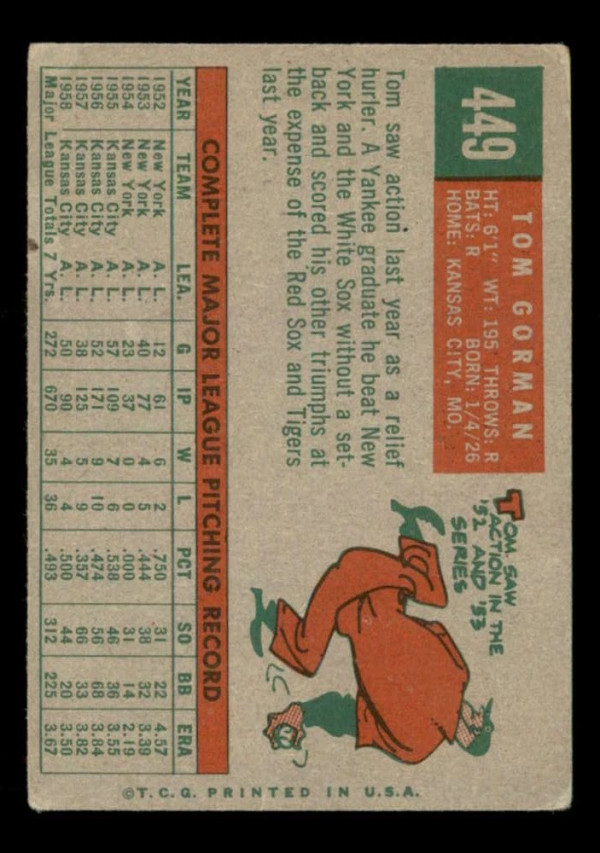 449
TOM GORMAN
HT: 6'1" WT: 195 THROWS: R
BATS: R BORN: 1/4/26
HOME: KANSAS CITY, MO.
Tom saw action last year as a relief
hurler. A Yankee graduate he beat New
York and the White Sox without a set-
back and scored his other triumphs at
the expense of the Red Sox and Tigers
last year.
TOM SAW
ACTION IN THE
'52 AND '53
SERIES
COMPLETE MAJOR LEAGUE PITCHING RECORD
YEAR TEAM LEA. G IP W L PCT SO BB ERA
1952 New York A. L. 12 61 6 2 .750 31 22 4.57
1953 New York A. L. 40 77 4 5 .444 38 32 3.39
1954 New York A. L. 23 37 0 0 .000 31 14 2.19
1955 Kansas City A. L. 57 109 7 6 .538 46 36 3.55
1956 Kansas City A. L. 52 171 9 10 .474 56 68 3.84
1957 Kansas City A. L. 38 125 5 9 .357 66 33 3.82
1958 Kansas City A. L. 50 90 4 4 .500 44 20 3.50
Major League Totals 7 Yrs. 272 670 35 36 .493 312 225 3.67
©T.C.G. PRINTED IN U.S.A.